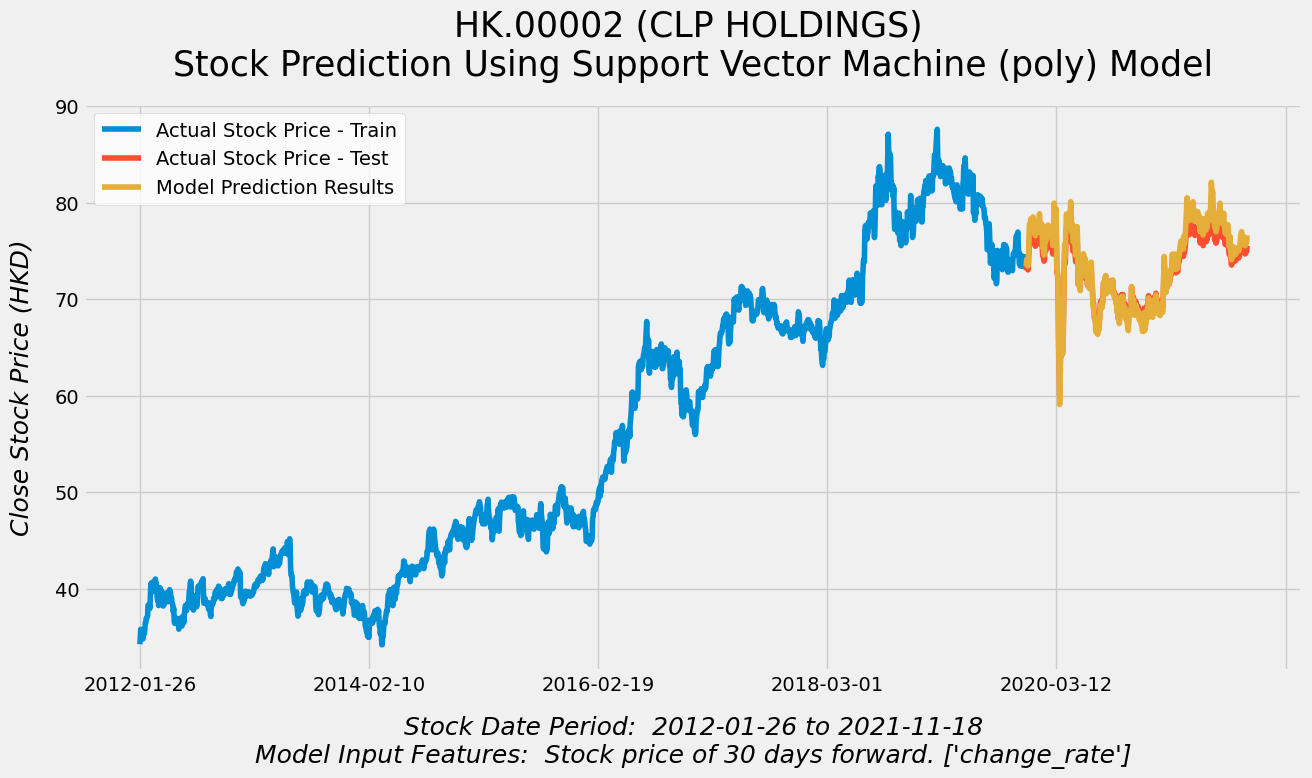 HK.00002 (CLP HOLDINGS)
Stock Prediction Using Support Vector Machine (poly) Model
Actual Stock Price - Train
Actual Stock Price - Test
Model Prediction Results
Close Stock Price (HKD)
90
80
70
60
50
40
2012-01-26
2014-02-10
2016-02-19
2018-03-01
2020-03-12
Stock Date Period:  2012-01-26 to 2021-11-18
Model Input Features:  Stock price of 30 days forward. ['change_rate']